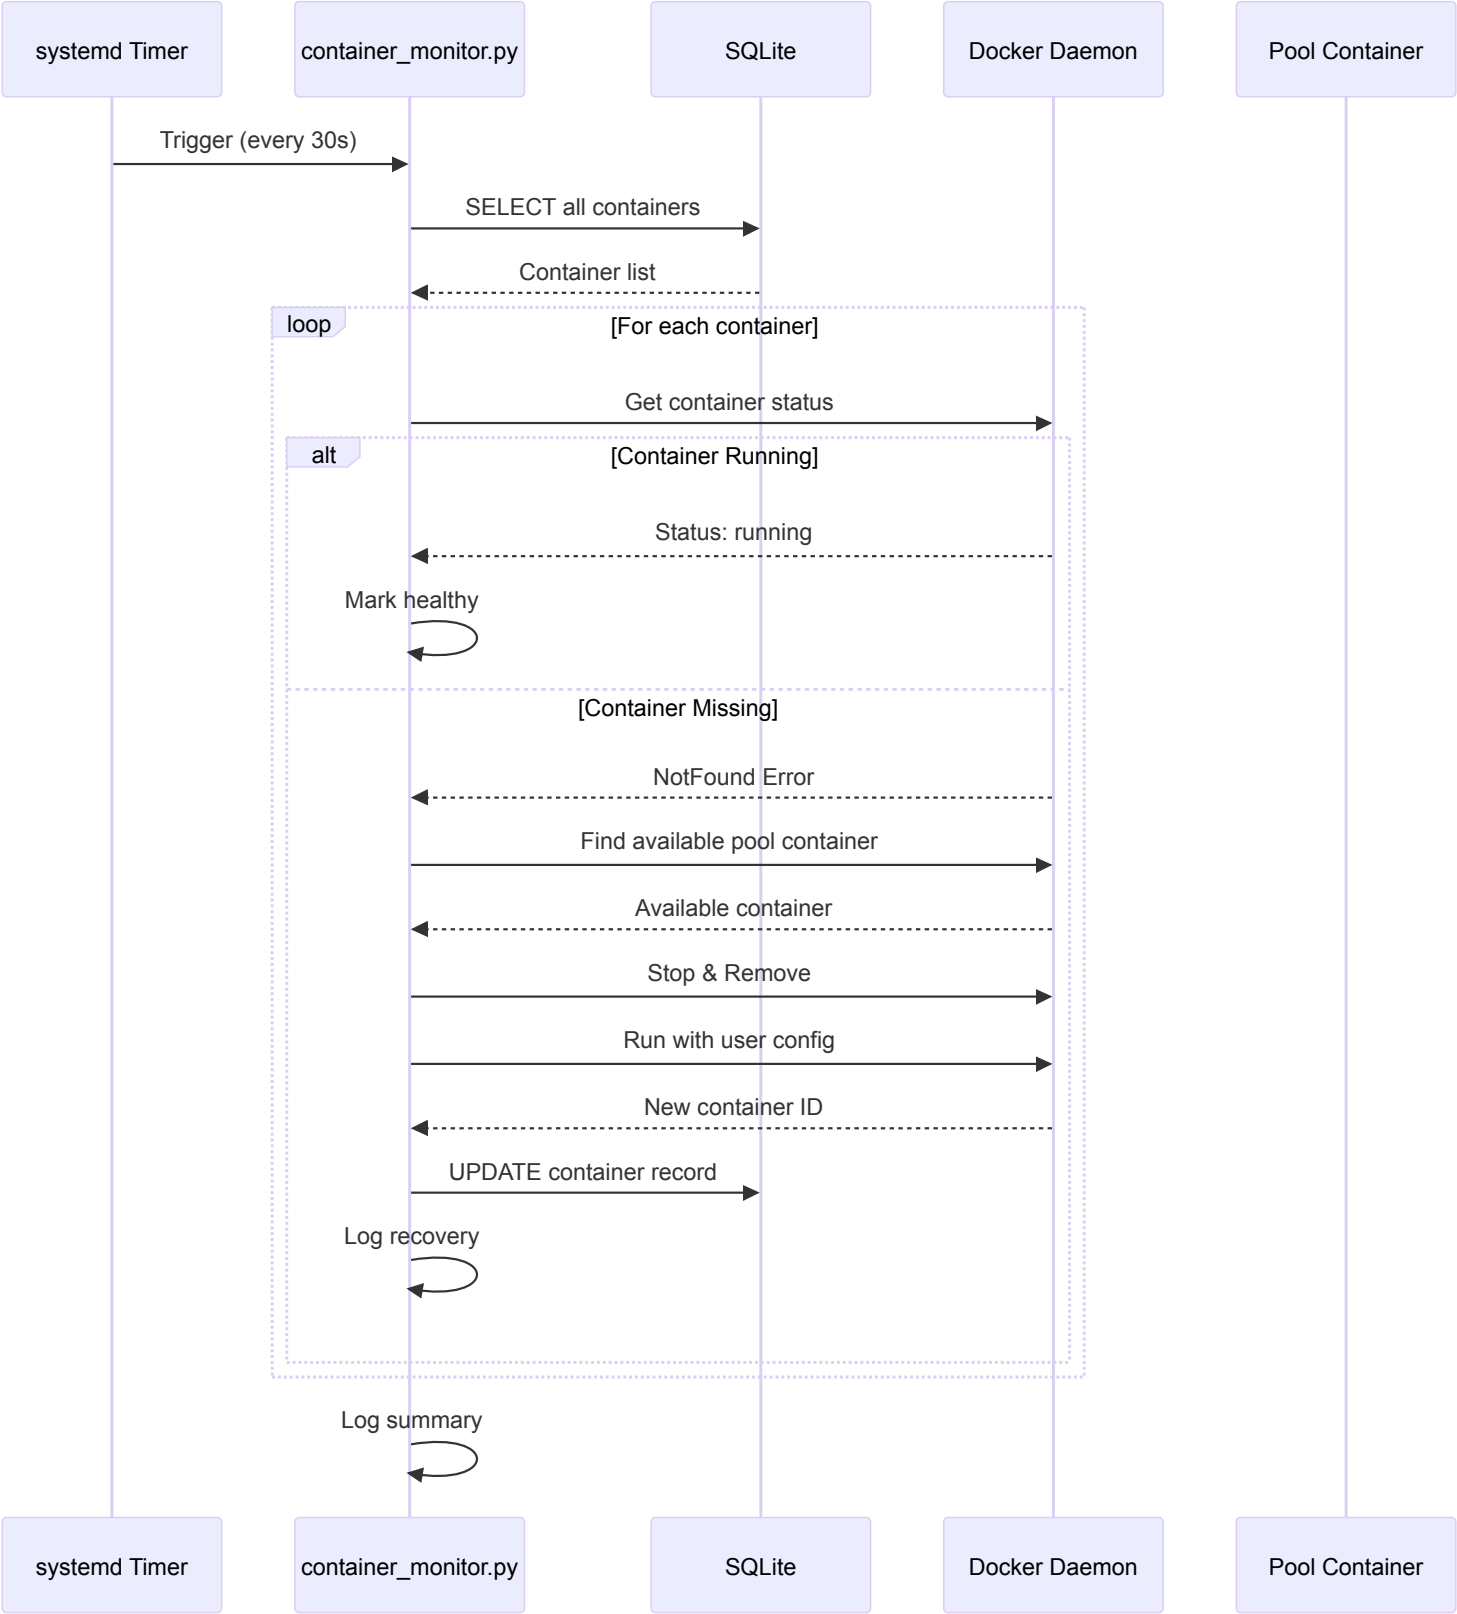 systemd Timer
container_monitor.py
SQLite
Docker Daemon
Pool Container
Trigger (every 30s)
SELECT all containers
Container list
loop
[For each container]
Get container status
alt
[Container Running]
Status: running
Mark healthy
[Container Missing]
NotFound Error
Find available pool container
Available container
Stop & Remove
Run with user config
New container ID
UPDATE container record
Log recovery
Log summary
systemd Timer
container_monitor.py
SQLite
Docker Daemon
Pool Container